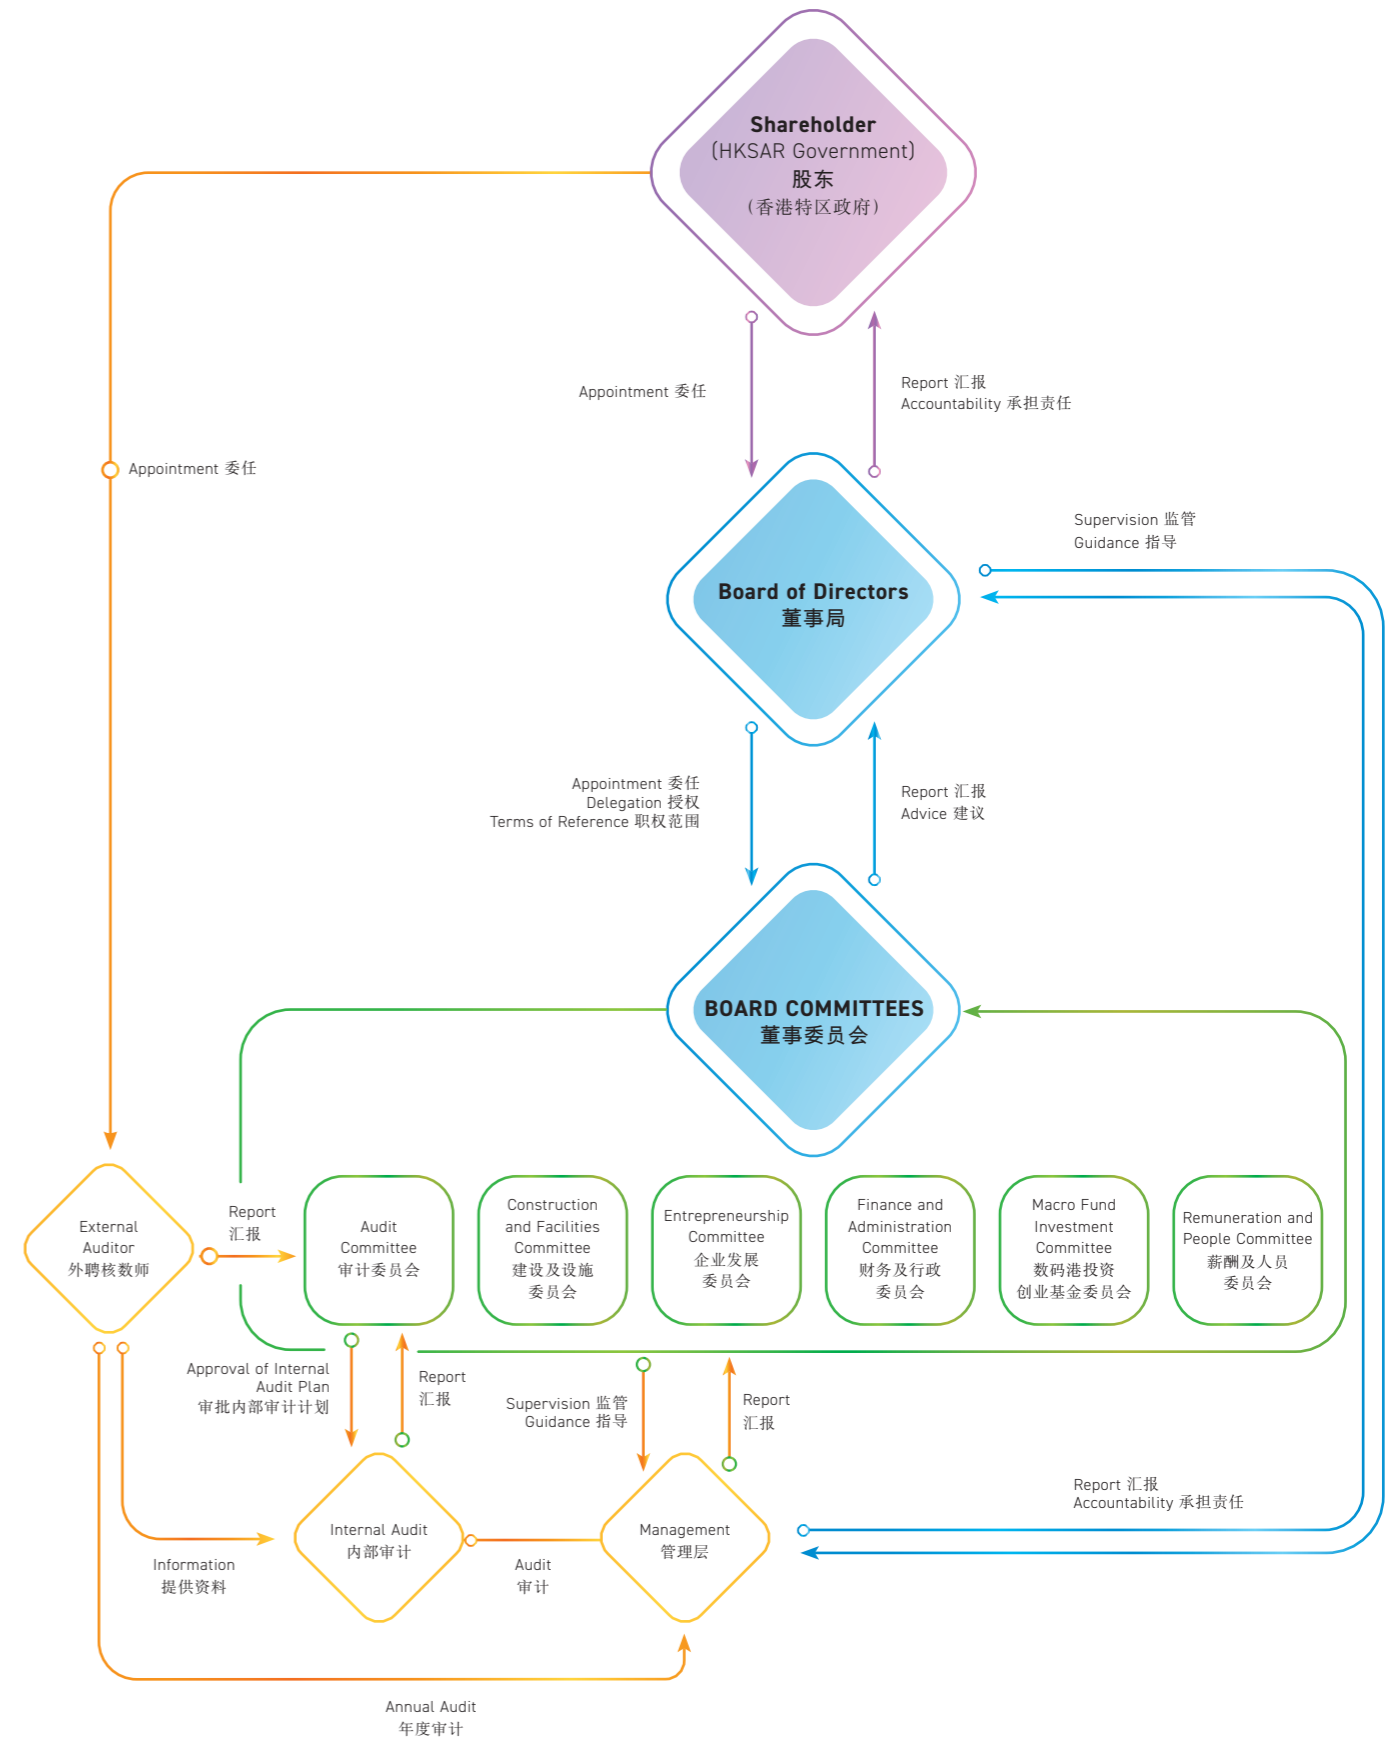 Shareholder
(HKSAR Government)
股东
（香港特区政府）
Appointment 委任
Report 汇报
Accountability 承担责任
Appointment 委任
Supervision 监管
Guidance 指导
Board of Directors
董事局
Appointment 委任
Delegation 授权
Terms of Reference 职权范围
Report 汇报
Advice 建议
BOARD COMMITTEES
董事委员会
External
Auditor
外聘核数师
Report
汇报
Audit
Committee
审计委员会
Construction
and Facilities
Committee
建设及设施
委员会
Entrepreneurship
Committee
企业发展
委员会
Finance and
Administration
Committee
财务及行政
委员会
Macro Fund
Investment
Committee
数码港投资
创业基金委员会
Remuneration and
People Committee
薪酬及人员
委员会
Approval of Internal
Audit Plan
审批内部审计计划
Report
汇报
Supervision 监管
Guidance 指导
Report
汇报
Report 汇报
Accountability 承担责任
Internal Audit
内部审计
Management
管理层
Information
提供资料
Audit
审计
Annual Audit
年度审计